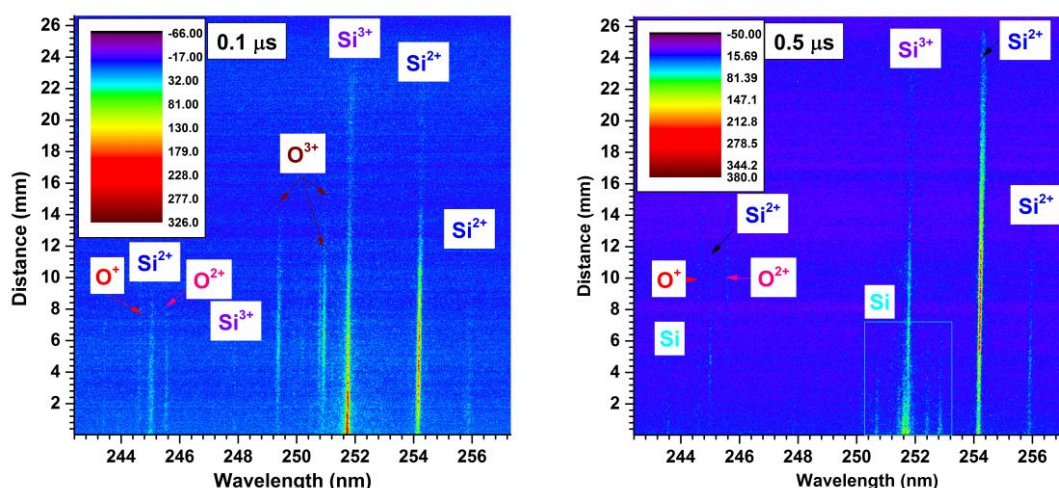 26
24
22
20
18
16
14
12
10
8
6
4
2
Distance (mm)
-66.00
-17.00
32.00
81.00
130.0
179.0
228.0
277.0
326.0
0.1 μs
Si³⁺
Si²⁺
O³⁺
Si²⁺
O⁺
Si²⁺
O²⁺
Si³⁺
244 246 248 250 252 254 256
Wavelength (nm)
26
24
22
20
18
16
14
12
10
8
6
4
2
Distance (mm)
-50.00
15.69
81.39
147.1
212.8
278.5
344.2
380.0
0.5 μs
Si³⁺
Si²⁺
Si²⁺
Si²⁺
O⁺
O²⁺
Si
Si
244 246 248 250 252 254 256
Wavelength (nm)